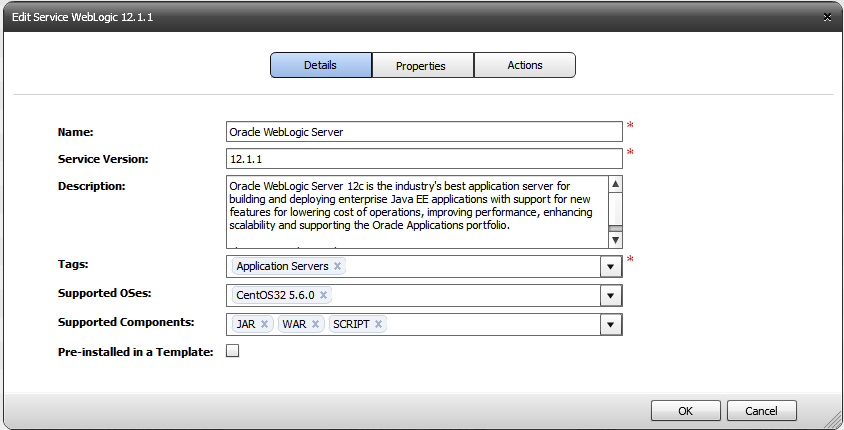 Edit Service WebLogic 12.1.1
Details
Properties
Actions
Name:
Oracle WebLogic Server
*
Service Version:
12.1.1
*
Description:
Oracle WebLogic Server 12c is the industry's best application server for
building and deploying enterprise Java EE applications with support for new
features for lowering cost of operations, improving performance, enhancing
scalability and supporting the Oracle Applications portfolio.
Tags:
Application Servers
*
Supported OSes:
CentOS32 5.6.0
Supported Components:
JAR WAR SCRIPT
Pre-installed in a Template:
OK
Cancel